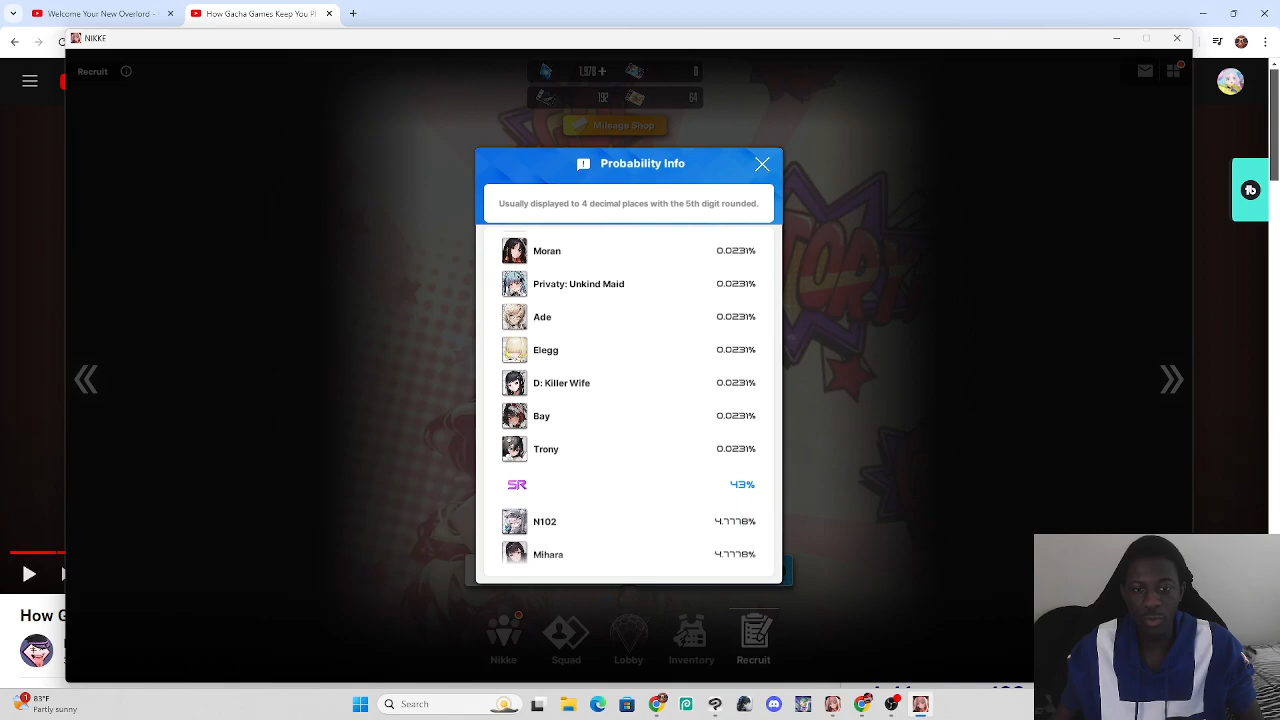 Welcome to Overlord -
How Gacha Games Keep You Pl
NIKKE
Recruit
1,978
0
192
64
Mileage Shop
Probability Info
Usually displayed to 4 decimal places with the 5th digit rounded.
Moran 0.0231%
Privaty: Unkind Maid 0.0231%
Ade 0.0231%
Elegg 0.0231%
D: Killer Wife 0.0231%
Bay 0.0231%
Trony 0.0231%
SR 43%
N102 4.7778%
Mihara 4.7778%
How G
Nikke
Squad
Lobby
Inventory
Recruit
83°F
Partly sunny
Search